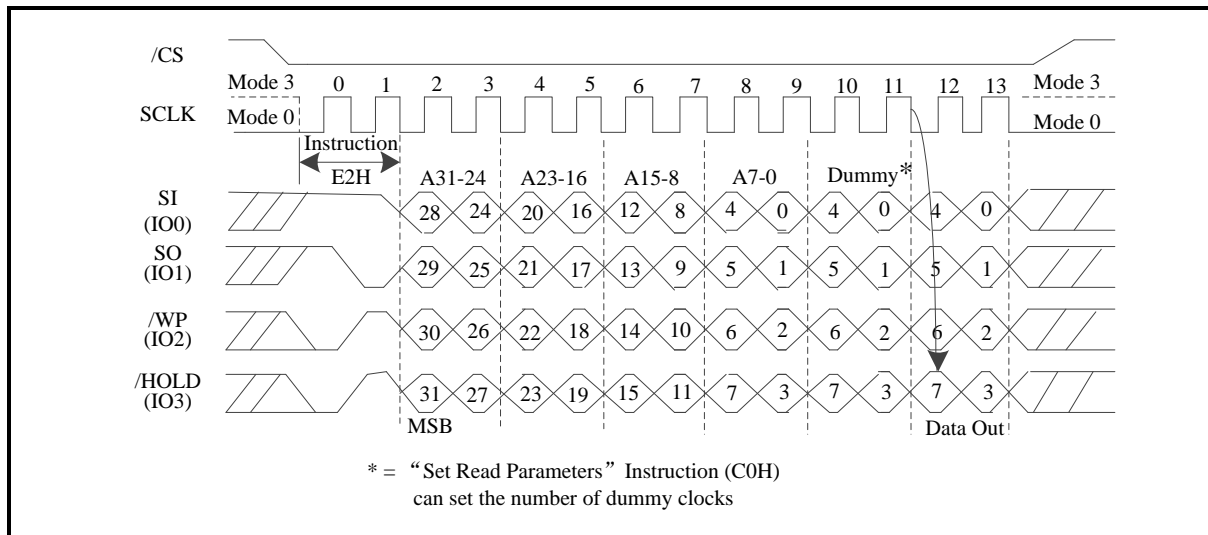 /CS
Mode 3 0 1 2 3 4 5 6 7 8 9 10 11 12 13 Mode 3
SCLK
Mode 0 Mode 0
Instruction
E2H A31-24 A23-16 A15-8 A7-0 Dummy*
SI
(IO0) 28 24 20 16 12 8 4 0 4 0 4 0
SO
(IO1) 29 25 21 17 13 9 5 1 5 1 5 1
/WP
(IO2) 30 26 22 18 14 10 6 2 6 2 6 2
/HOLD
(IO3) 31 27 23 19 15 11 7 3 7 3 7 3
MSB Data Out
* = “Set Read Parameters” Instruction (C0H)
can set the number of dummy clocks